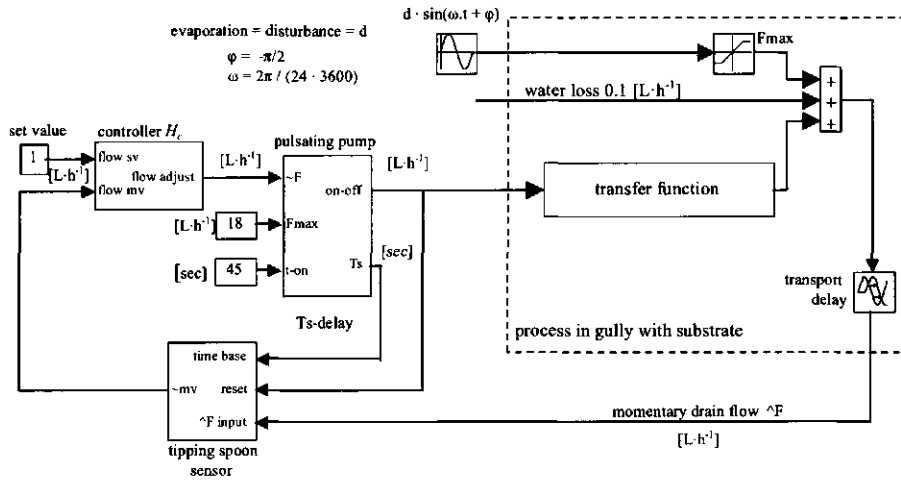 d · sin(ω.t + φ)
evaporation = disturbance = d
φ = -π/2
ω = 2π / (24 · 3600)
Fmax
water loss 0.1 [L·h⁻¹]
+
+
+
set value
controller H_c
1
flow sv
flow adjust
flow mv
[L·h⁻¹]
[L·h⁻¹]
pulsating pump
~F
on-off
Fmax
t-on
Ts
[L·h⁻¹]
[L·h⁻¹]
18
[sec]
45
[sec]
Ts-delay
transfer function
transport
delay
process in gully with substrate
time base
~mv
reset
^F input
tipping spoon
sensor
momentary drain flow ^F
[L·h⁻¹]